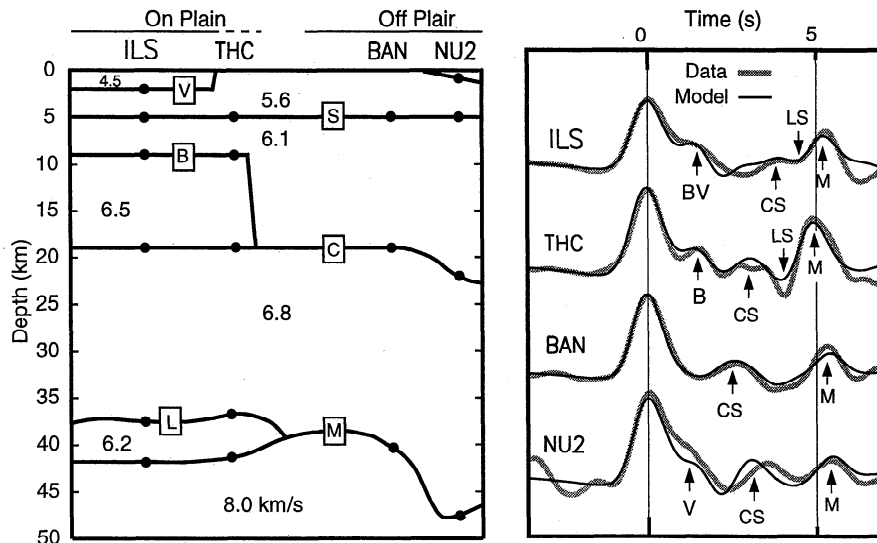 On Plain
Off Plair
ILS THC BAN NU2
0
5
10
15
20
25
30
35
40
45
50
Depth (km)
4.5
V
5.6
S
6.1
B
6.5
C
6.8
L
M
6.2
8.0 km/s
Time (s)
0 5
Data
Model
ILS
BV
CS
LS
M
THC
B
CS
LS
M
BAN
CS
M
NU2
V
CS
M